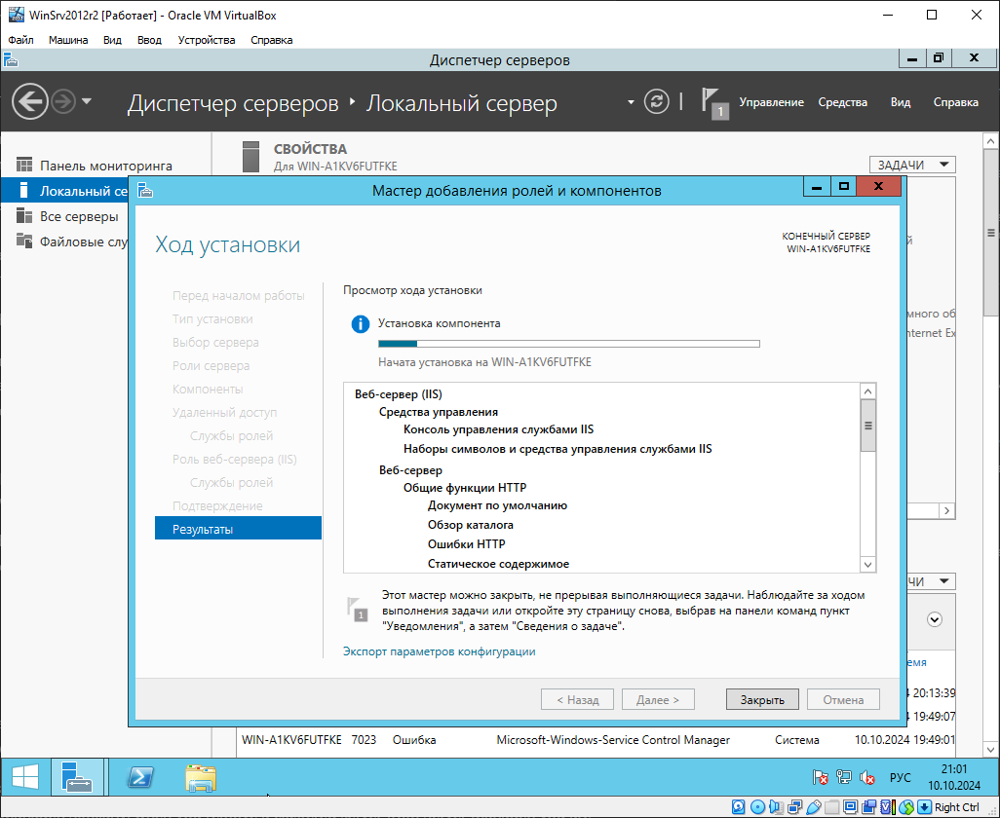 WinSrv2012r2 [Работает] - Oracle VM VirtualBox
Файл Машина Вид Ввод Устройства Справка
Диспетчер серверов
Диспетчер серверов ‣ Локальный сервер
1
Управление Средства Вид Справка
Панель мониторинга
Локальный се
Все серверы
Файловые слу
СВОЙСТВА
Для WIN-A1KV6FUTFKE
ЗАДАЧИ
Мастер добавления ролей и компонентов
Ход установки
КОНЕЧНЫЙ СЕРВЕР
WIN-A1KV6FUTFKE
й
много об
nternet Ex
Перед началом работы
Тип установки
Выбор сервера
Роли сервера
Компоненты
Удаленный доступ
Службы ролей
Роль веб-сервера (IIS)
Службы ролей
Подтверждение
Результаты
Просмотр хода установки
Установка компонента
Начата установка на WIN-A1KV6FUTFKE
Веб-сервер (IIS)
Средства управления
Консоль управления службами IIS
Наборы символов и средства управления службами IIS
Веб-сервер
Общие функции HTTP
Документ по умолчанию
Обзор каталога
Ошибки HTTP
Статическое содержимое
1
Этот мастер можно закрыть, не прерывая выполняющиеся задачи. Наблюдайте за ходом
выполнения задачи или откройте эту страницу снова, выбрав на панели команд пункт
"Уведомления", а затем "Сведения о задаче".
Экспорт параметров конфигурации
< Назад Далее > Закрыть Отмена
ЧИ
емя
4 20:13:39
4 19:49:07
WIN-A1KV6FUTFKE 7023 Ошибка Microsoft-Windows-Service Control Manager Система 10.10.2024 19:49:01
РУС
21:01
10.10.2024
Right Ctrl